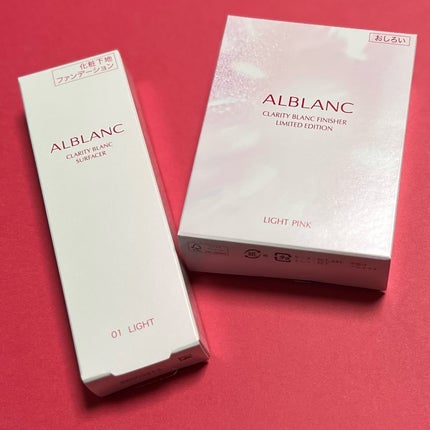 化粧下地
ファンデーション
ALBLANC
CLARITY BLANC
SURFACER
01 LIGHT
おしろい
ALBLANC
CLARITY BLANC FINISHER
LIMITED EDITION
LIGHT PINK